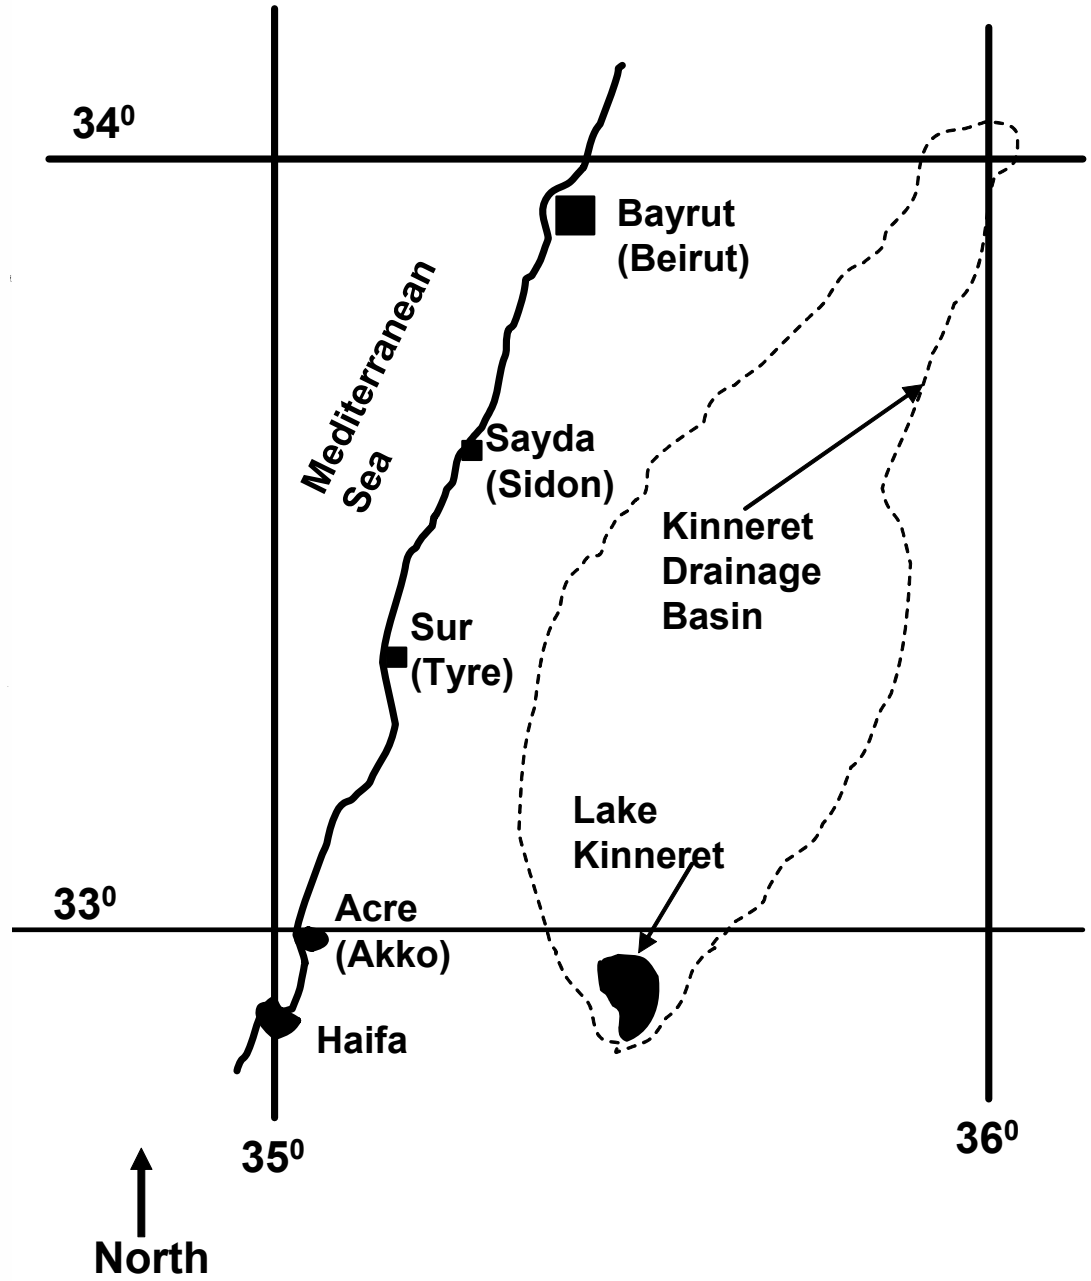 34⁰
Bayrut
(Beirut)
Mediterranean
Sea
Sayda
(Sidon)
Kinneret
Drainage
Basin
Sur
(Tyre)
Lake
Kinneret
33⁰
Acre
(Akko)
Haifa
35⁰
36⁰
North